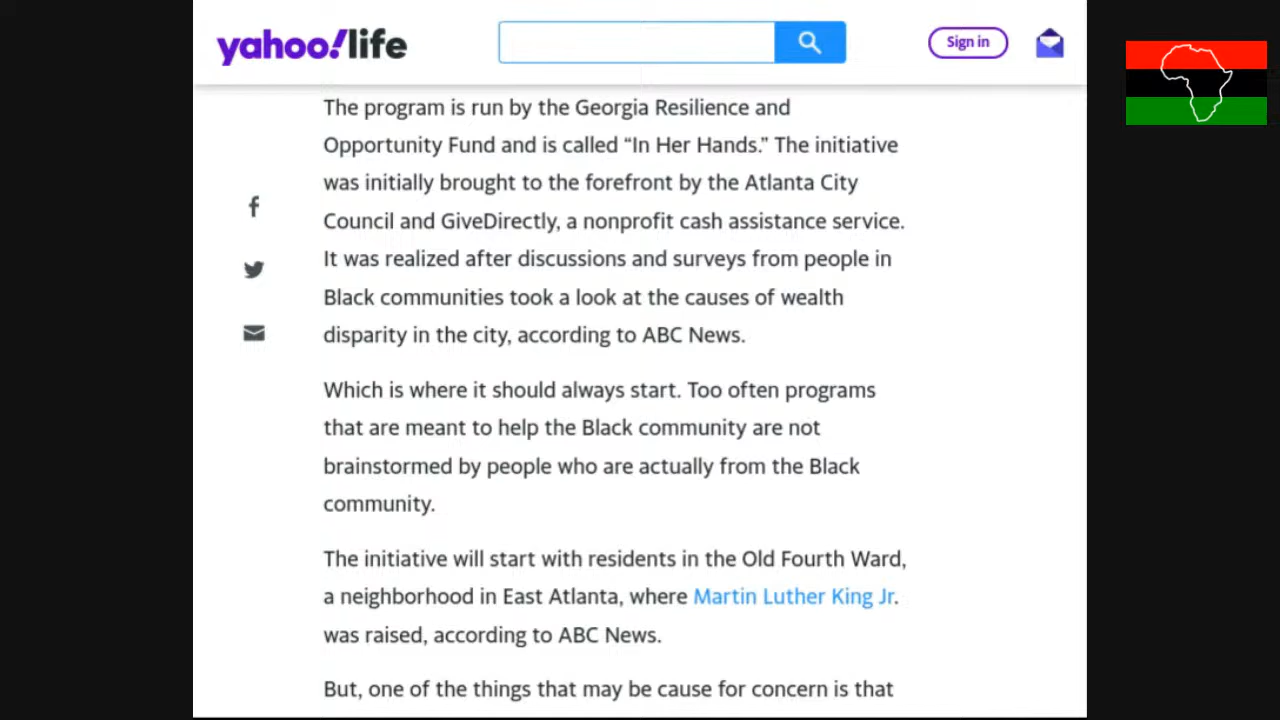 yahoo!life
Sign in
The program is run by the Georgia Resilience and
Opportunity Fund and is called “In Her Hands.” The initiative
was initially brought to the forefront by the Atlanta City
Council and GiveDirectly, a nonprofit cash assistance service.
It was realized after discussions and surveys from people in
Black communities took a look at the causes of wealth
disparity in the city, according to ABC News.
Which is where it should always start. Too often programs
that are meant to help the Black community are not
brainstormed by people who are actually from the Black
community.
The initiative will start with residents in the Old Fourth Ward,
a neighborhood in East Atlanta, where Martin Luther King Jr.
was raised, according to ABC News.
But, one of the things that may be cause for concern is that